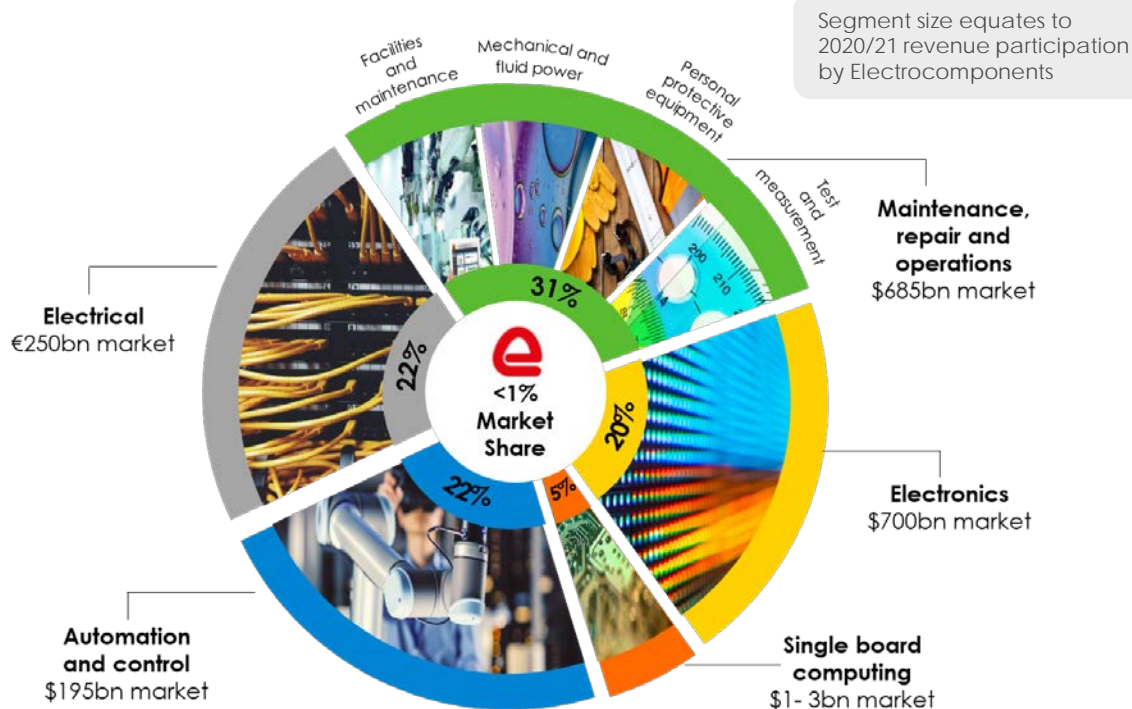 Segment size equates to
2020/21 revenue participation
by Electrocomponents
Facilities
and
maintenance
Mechanical and
fluid power
Personal
protective
equipment
Test
and
measurement
Maintenance,
repair and
operations
$685bn market
Electrical
€250bn market
31%
22%
e
<1%
Market
Share
20%
22%
5%
Electronics
$700bn market
Automation
and control
$195bn market
Single board
computing
$1- 3bn market
200
210